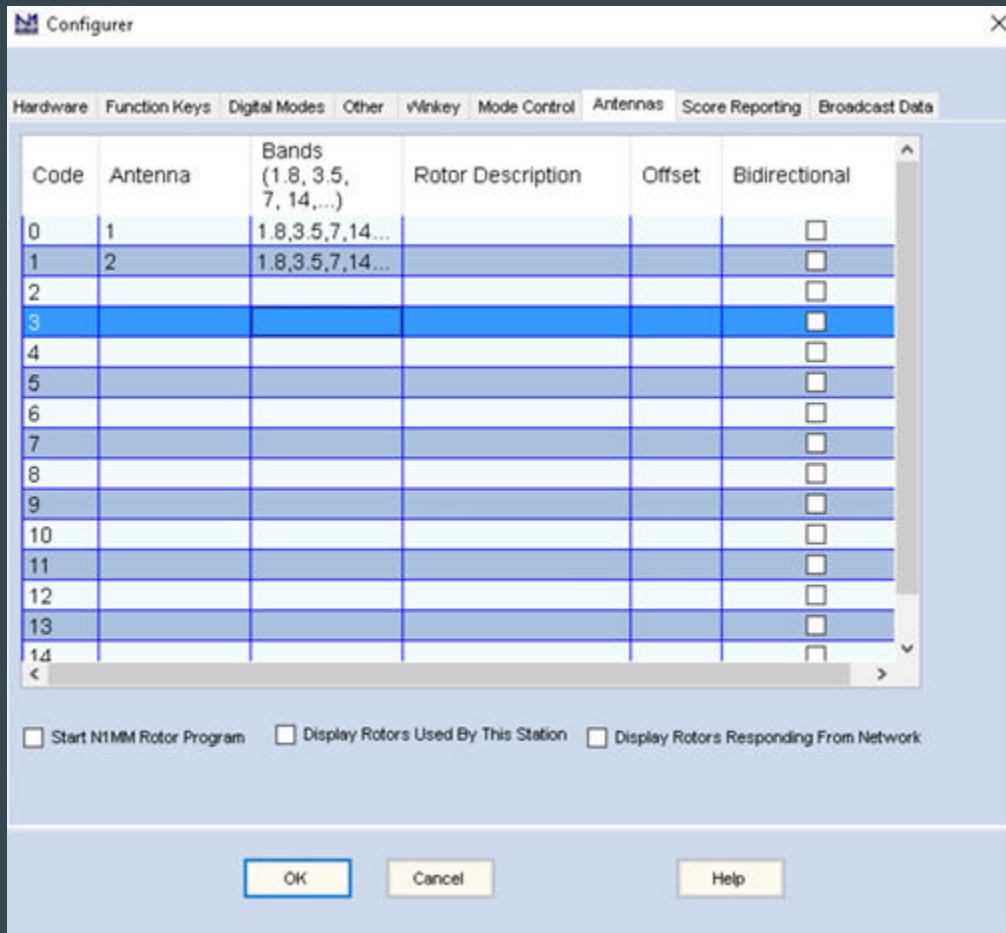 Configurer
Hardware Function Keys Digital Modes Other Winkey Mode Control Antennas Score Reporting Broadcast Data
Code Antenna Bands (1.8, 3.5, 7, 14,...) Rotor Description Offset Bidirectional
0 1 1.8,3.5,7,14...
1 2 1.8,3.5,7,14...
2
3
4
5
6
7
8
9
10
11
12
13
14
Start N1MM Rotor Program Display Rotors Used By This Station Display Rotors Responding From Network
OK Cancel Help